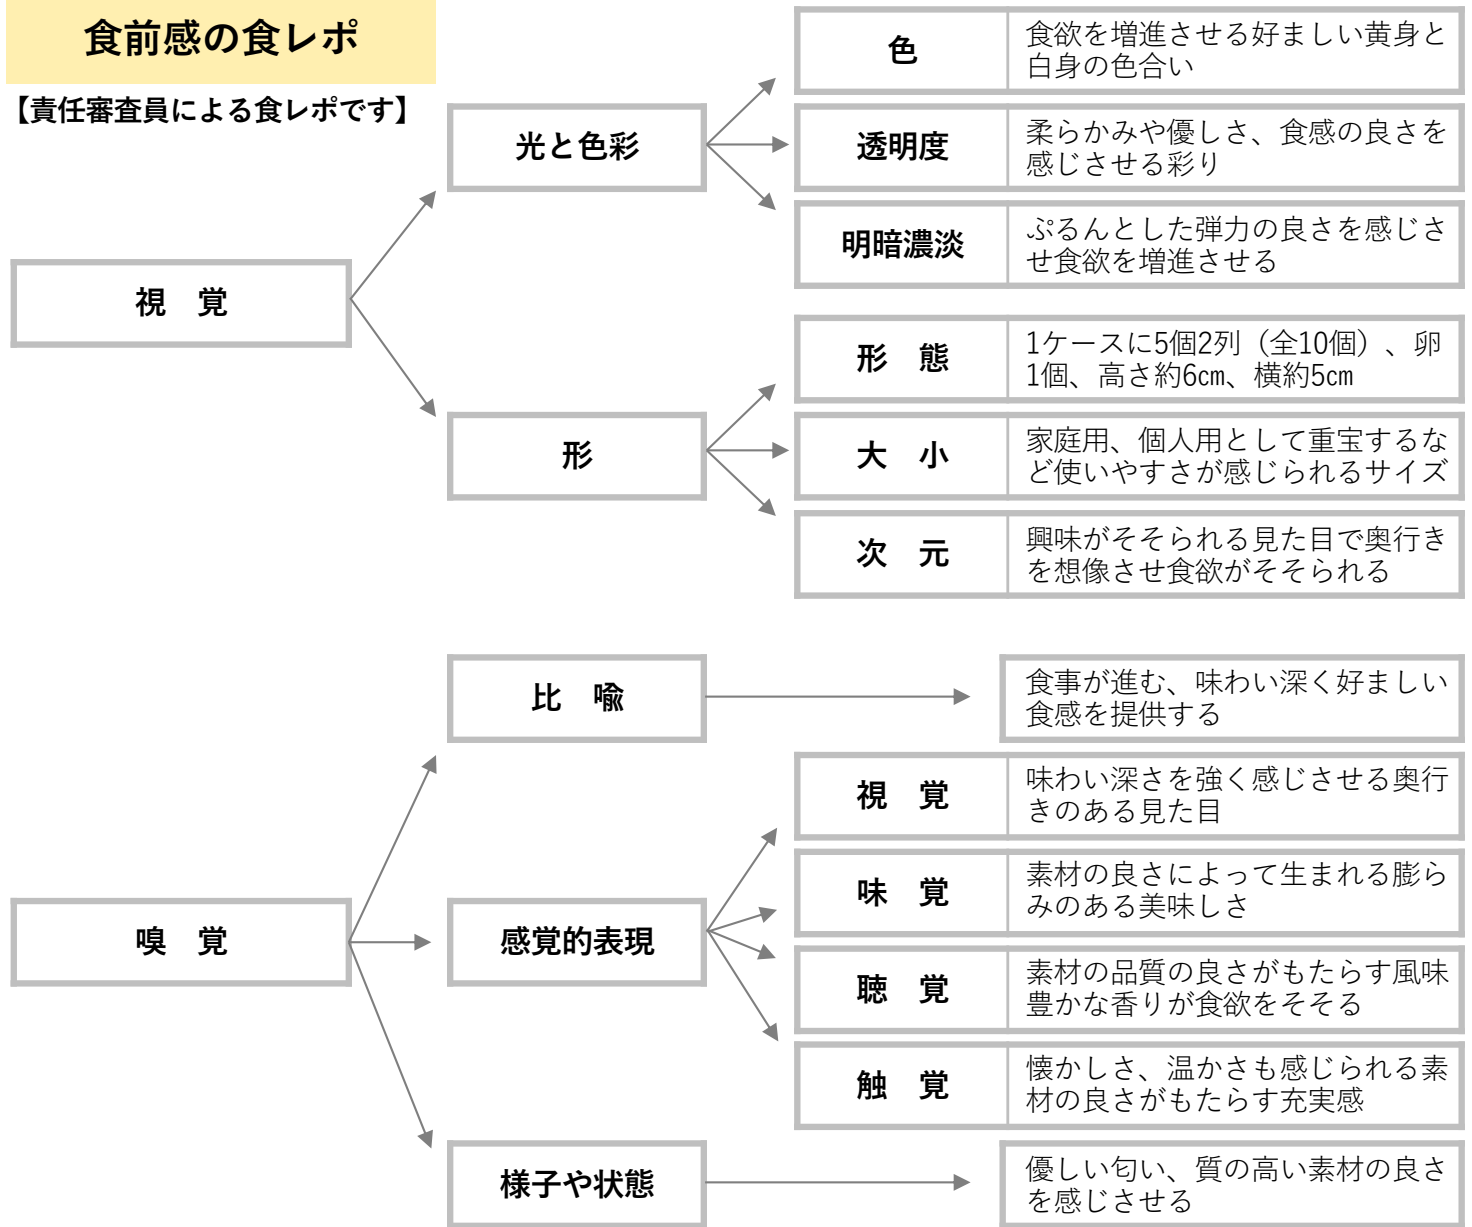 食前感の食レポ
【責任審査員による食レポです】
視　覚
光と色彩
色
食欲を増進させる好ましい黄身と
白身の色合い
透明度
柔らかみや優しさ、食感の良さを
感じさせる彩り
明暗濃淡
ぷるんとした弾力の良さを感じさ
せ食欲を増進させる
形
形　態
1ケースに5個2列（全10個）、卵
1個、高さ約6㎝、横約5㎝
大　小
家庭用、個人用として重宝するな
ど使いやすさが感じられるサイズ
次　元
興味がそそられる見た目で奥行き
を想像させ食欲がそそられる
嗅　覚
比　喩
食事が進む、味わい深く好ましい
食感を提供する
感覚的表現
視　覚
味わい深さを強く感じさせる奥行
きのある見た目
味　覚
素材の良さによって生まれる膨ら
みのある美味しさ
聴　覚
素材の品質の良さがもたらす風味
豊かな香りが食欲をそそる
触　覚
懐かしさ、温かさも感じられる素
材の良さがもたらす充実感
様子や状態
優しい匂い、質の高い素材の良さ
を感じさせる